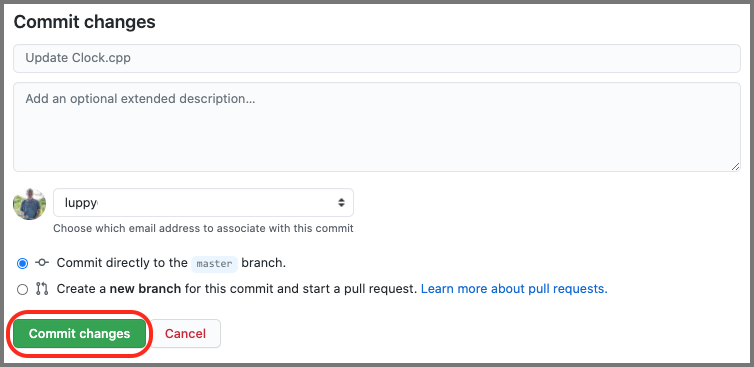 Commit changes
Update Clock.cpp
Add an optional extended description...
luppy
Choose which email address to associate with this commit
Commit directly to the master branch.
Create a new branch for this commit and start a pull request. Learn more about pull requests.
Commit changes Cancel